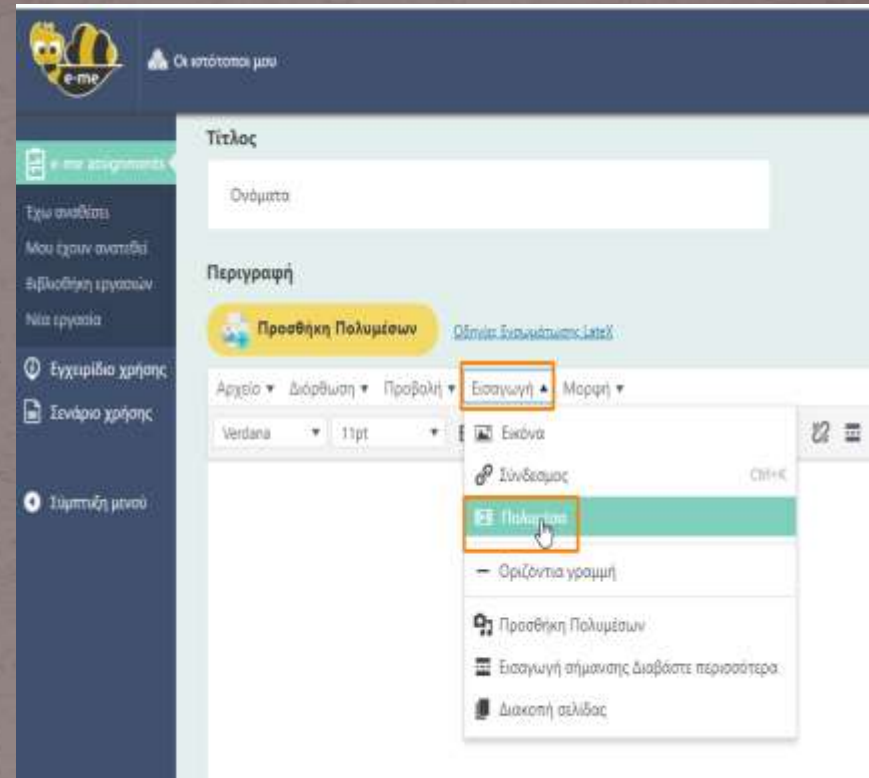 e-me
Οι ιστότοποι μου
e-me assignments
Έχω αναθέσει
Μου έχουν ανατεθεί
Βιβλιοθήκη εργασιών
Νέα εργασία
Εγχειρίδιο χρήσης
Σενάριο χρήσης
Σύμπτυξη μενού
Τίτλος
Ονόματα
Περιγραφή
Προσθήκη Πολυμέσων Οδηγίες Ενσωμάτωσης LateX
Αρχείο Διόρθωση Προβολή Εισαγωγή Μορφή
Verdana 11pt
Εικόνα
Σύνδεσμος Ctrl+K
Πολυμέσα
Οριζόντια γραμμή
Προσθήκη Πολυμέσων
Εισαγωγή σήμανσης Διαβάστε περισσότερα
Διακοπή σελίδας